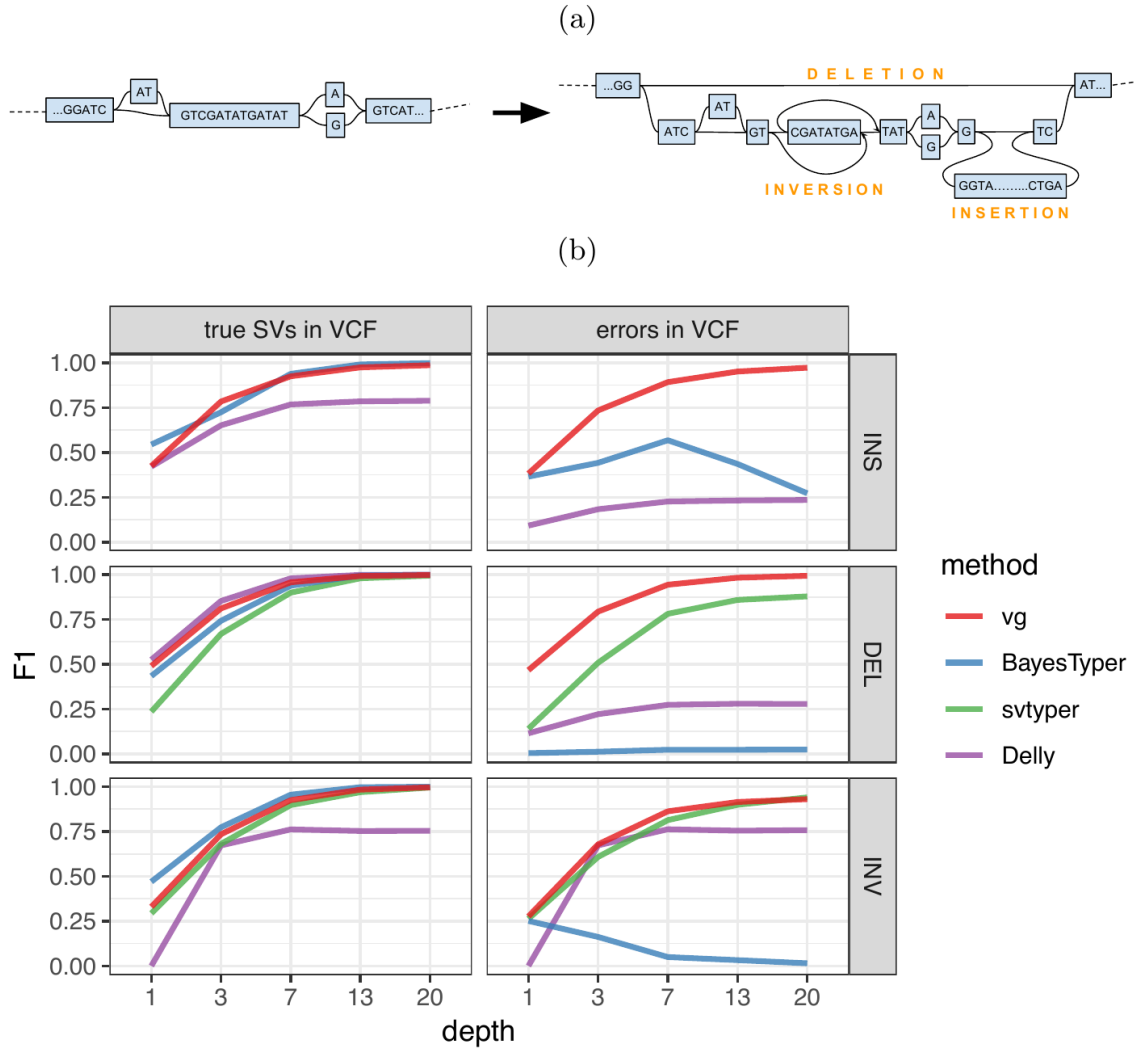 (a)
...GGATC
AT
GTCGATATGATAT
A
G
GTCAT...
DELETION
...GG
AT...
ATC
AT
GT
CGATATGA
TAT
A
G
G
TC
INVERSION
GGTA.........CTGA
INSERTION
(b)
true SVs in VCF
errors in VCF
1.00
0.75
0.50
0.25
0.00
INS
1.00
0.75
0.50
0.25
0.00
DEL
1.00
0.75
0.50
0.25
0.00
INV
F1
1 3 7 13 20
1 3 7 13 20
depth
method
vg
BayesTyper
svtyper
Delly